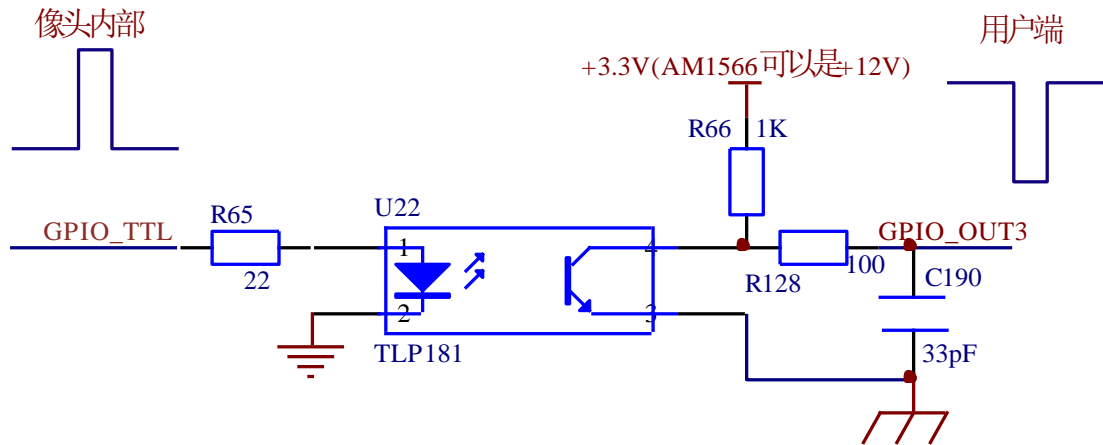 像头内部
用户端
+3.3V(AM1566可以是+12V)
R66
1K
U22
R65
GPIO_TTL
GPIO_OUT3
1
4
22
100
R128
C190
2
3
TLP181
33pF